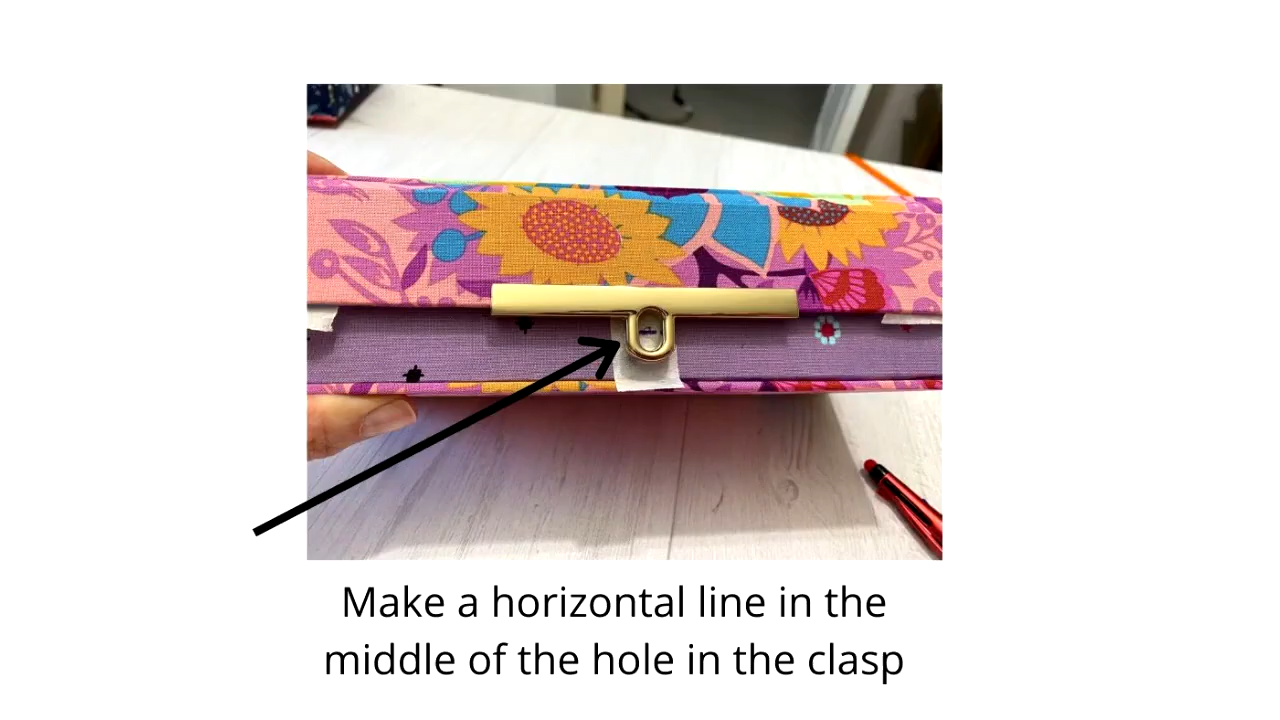 Make a horizontal line in the
middle of the hole in the clasp